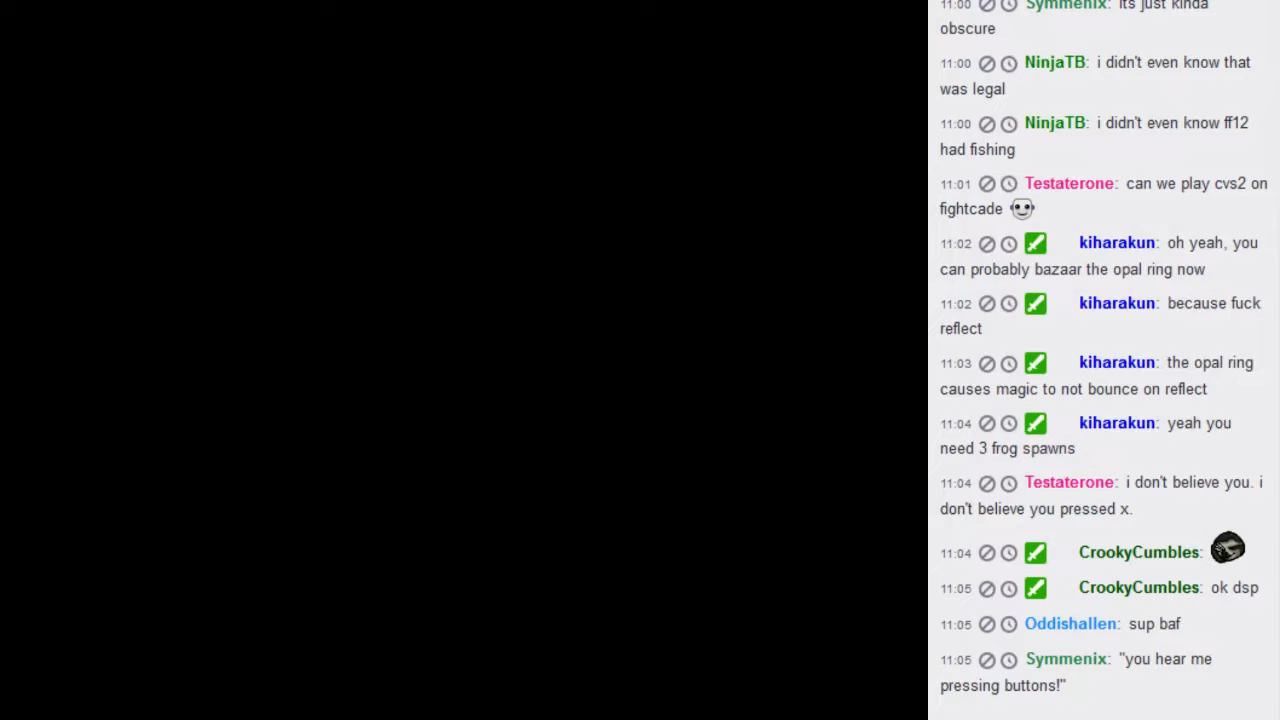 11:00 Symmenix: its just kinda
obscure
11:00 NinjaTB: i didn't even know that
was legal
11:00 NinjaTB: i didn't even know ff12
had fishing
11:01 Testaterone: can we play cvs2 on
fightcade
11:02 kiharakun: oh yeah, you
can probably bazaar the opal ring now
11:02 kiharakun: because fuck
reflect
11:03 kiharakun: the opal ring
causes magic to not bounce on reflect
11:04 kiharakun: yeah you
need 3 frog spawns
11:04 Testaterone: i don't believe you. i
don't believe you pressed x.
11:04 CrookyCumbles:
11:05 CrookyCumbles: ok dsp
11:05 Oddishallen: sup baf
11:05 Symmenix: "you hear me
pressing buttons!"